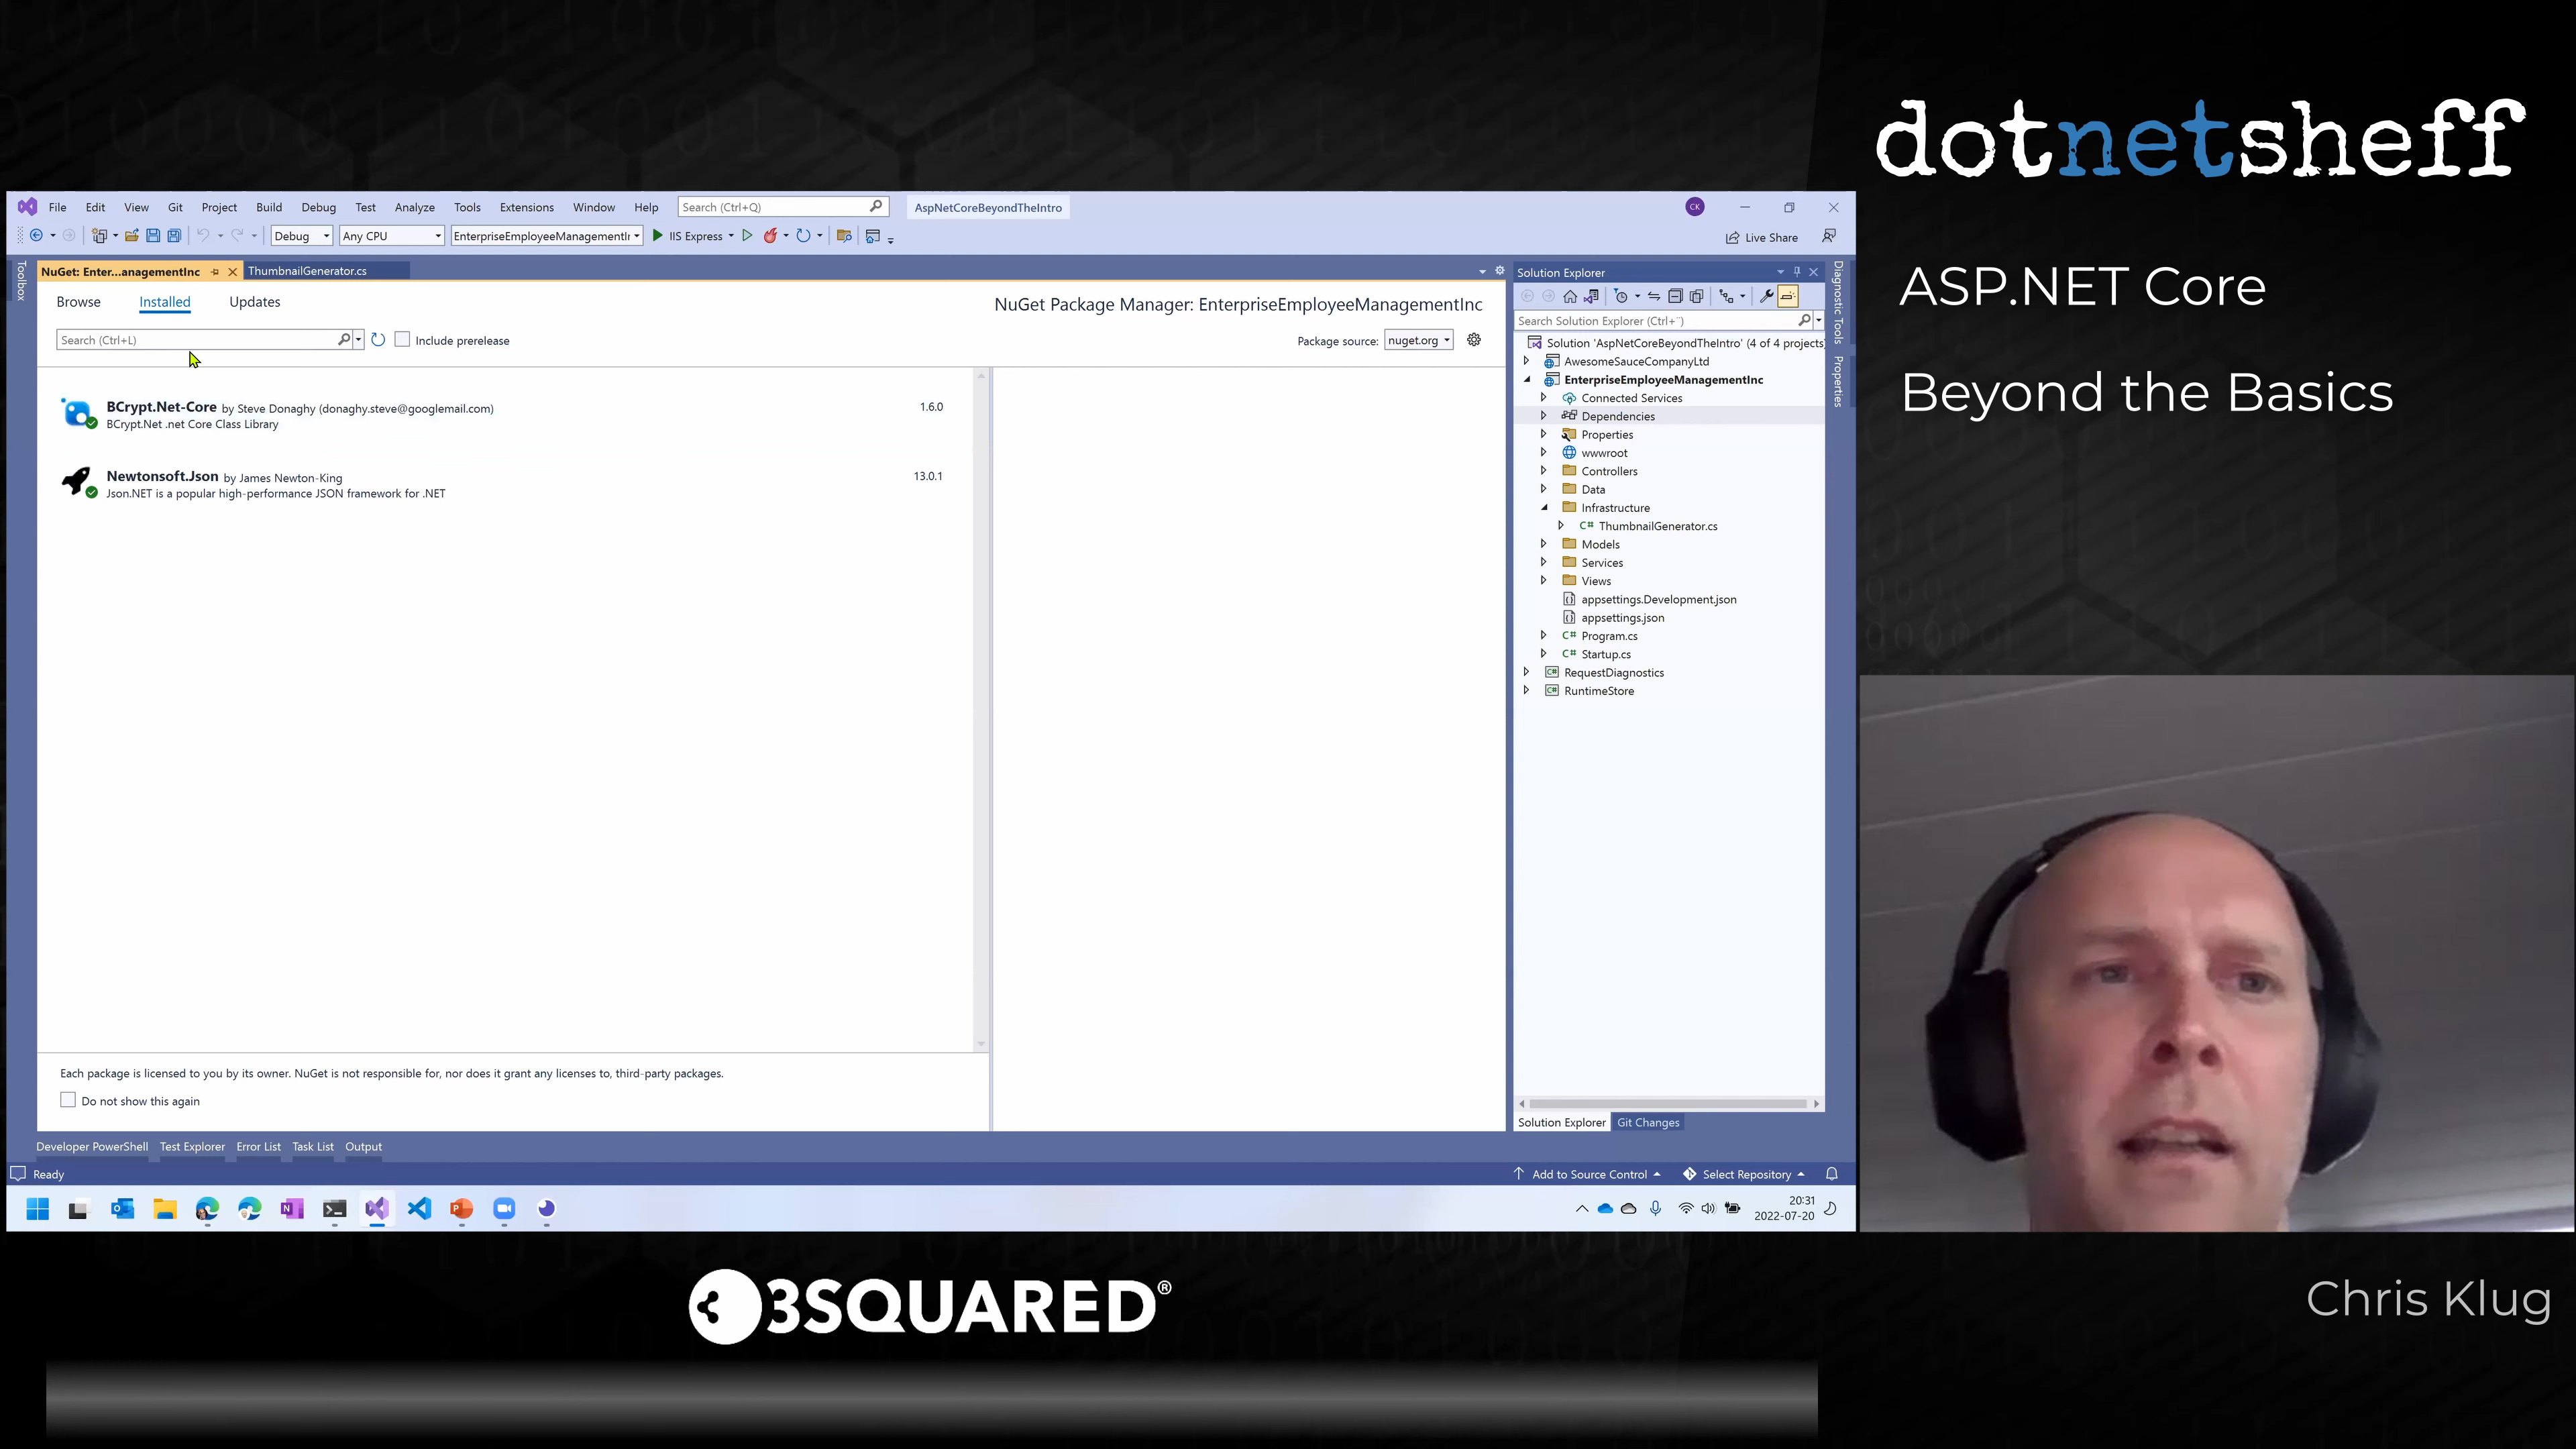 dotnetsheff
ASP.NET Core
Beyond the Basics
File Edit View Git Project Build Debug Test Analyze Tools Extensions Window Help Search (Ctrl+Q) AspNetCoreBeyondTheIntro CK
Debug Any CPU EnterpriseEmployeeManagementIr IIS Express Live Share
Toolbox
NuGet: Enter...anagementInc ThumbnailGenerator.cs
Browse Installed Updates
NuGet Package Manager: EnterpriseEmployeeManagementInc
Search (Ctrl+L) Include prerelease
Package source: nuget.org
BCrypt.Net-Core by Steve Donaghy (donaghy.steve@googlemail.com) 1.6.0
BCrypt.Net .net Core Class Library
Newtonsoft.Json by James Newton-King 13.0.1
Json.NET is a popular high-performance JSON framework for .NET
Each package is licensed to you by its owner. NuGet is not responsible for, nor does it grant any licenses to, third-party packages.
Do not show this again
Solution Explorer
Search Solution Explorer (Ctrl+¨)
Solution 'AspNetCoreBeyondTheIntro' (4 of 4 projects)
AwesomeSauceCompanyLtd
EnterpriseEmployeeManagementInc
Connected Services
Dependencies
Properties
wwwroot
Controllers
Data
Infrastructure
C# ThumbnailGenerator.cs
Models
Services
Views
appsettings.Development.json
appsettings.json
C# Program.cs
C# Startup.cs
C# RequestDiagnostics
C# RuntimeStore
Solution Explorer Git Changes
Diagnostic Tools
Properties
Developer PowerShell Test Explorer Error List Task List Output
Ready
Add to Source Control Select Repository
20:31
2022-07-20
3SQUARED®
Chris Klug